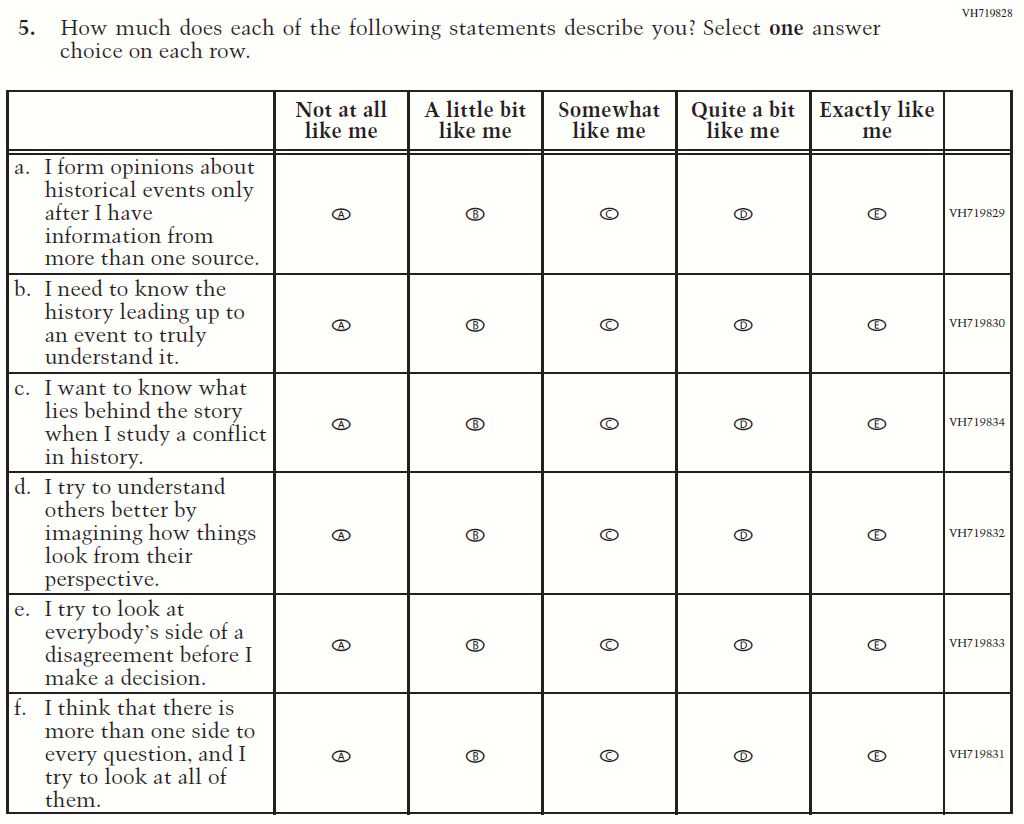 VH719828
5. How much does each of the following statements describe you? Select one answer
choice on each row.
Not at all
like me
A little bit
like me
Somewhat
like me
Quite a bit
like me
Exactly like
me
a. I form opinions about
historical events only
after I have
information from
more than one source.
A B C D E VH719829
b. I need to know the
history leading up to
an event to truly
understand it.
A B C D E VH719830
c. I want to know what
lies behind the story
when I study a conflict
in history.
A B C D E VH719834
d. I try to understand
others better by
imagining how things
look from their
perspective.
A B C D E VH719832
e. I try to look at
everybody’s side of a
disagreement before I
make a decision.
A B C D E VH719833
f. I think that there is
more than one side to
every question, and I
try to look at all of
them.
A B C D E VH719831